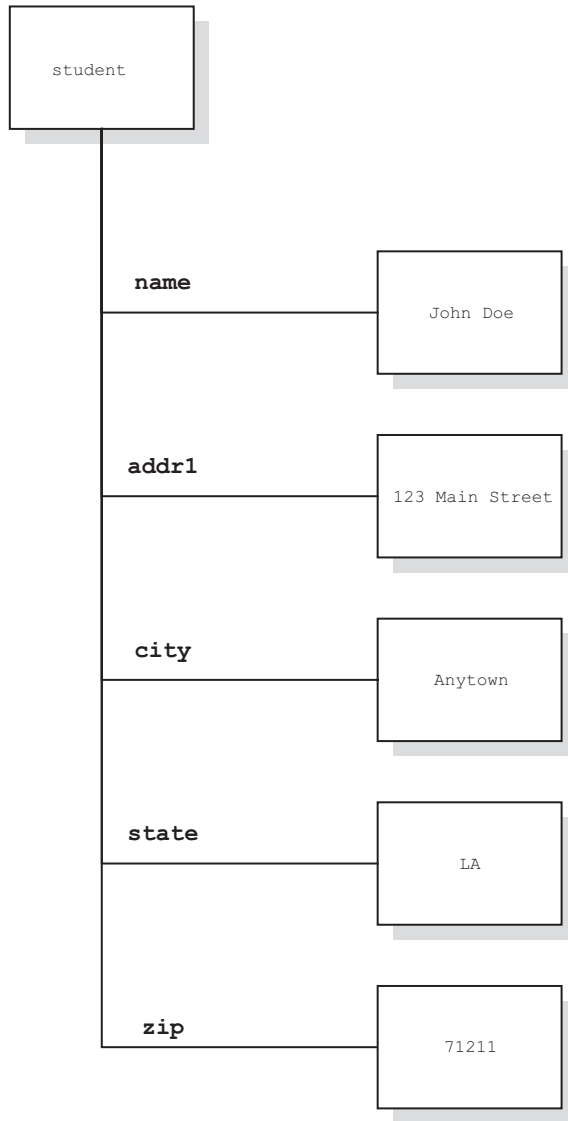 student
name
John Doe
addr1
123 Main Street
city
Anytown
state
LA
zip
71211